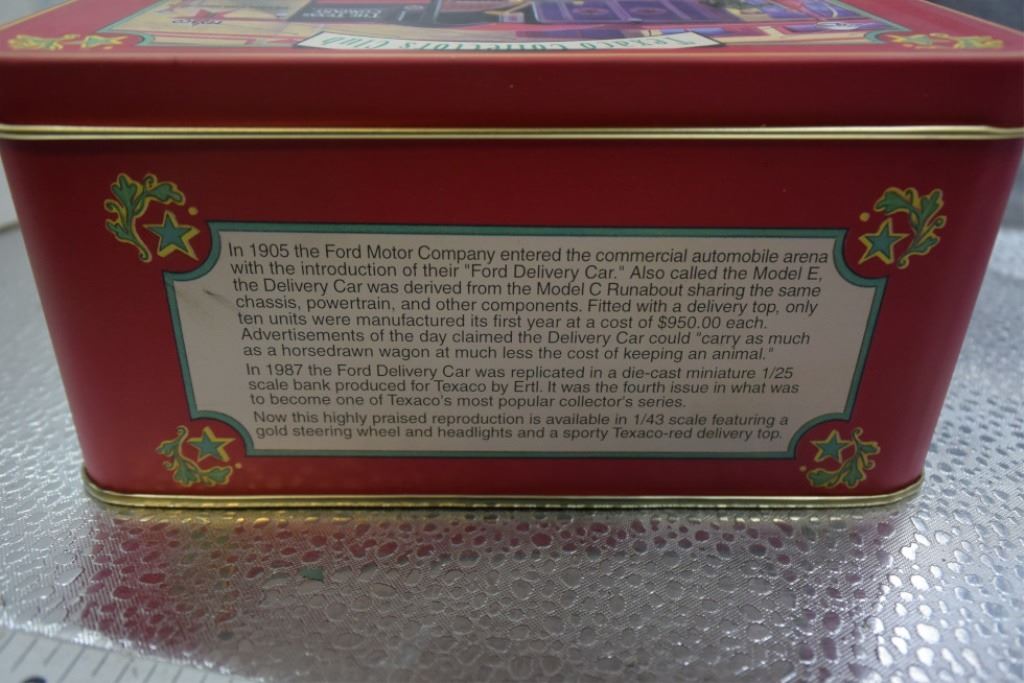 TEXACO
THE TEXAS
COMPANY
Texaco Collectors Club
In 1905 the Ford Motor Company entered the commercial automobile arena
with the introduction of their "Ford Delivery Car." Also called the Model E,
the Delivery Car was derived from the Model C Runabout sharing the same
chassis, powertrain, and other components. Fitted with a delivery top, only
ten units were manufactured its first year at a cost of $950.00 each.
Advertisements of the day claimed the Delivery Car could "carry as much
as a horsedrawn wagon at much less the cost of keeping an animal."
In 1987 the Ford Delivery Car was replicated in a die-cast miniature 1/25
scale bank produced for Texaco by Ertl. It was the fourth issue in what was
to become one of Texaco's most popular collector's series.
Now this highly praised reproduction is available in 1/43 scale featuring a
gold steering wheel and headlights and a sporty Texaco-red delivery top.